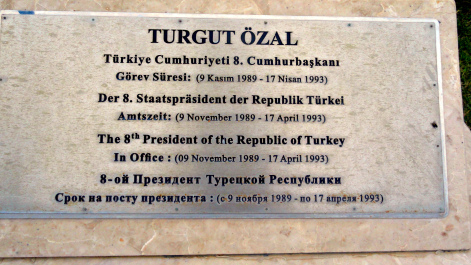 TURGUT ÖZAL
Türkiye Cumhuriyeti 8. Cumhurbaşkanı
Görev Süresi: (9 Kasım 1989 - 17 Nisan 1993)
Der 8. Staatspräsident der Republik Türkei
Amtszeit: (9 November 1989 - 17 April 1993)
The 8th President of the Republic of Turkey
In Office : (09 November 1989 - 17 April 1993)
8-ой Президент Турецкой Республики
Срок на посту президента : (с 9 ноября 1989 - по 17 апреля 1993)